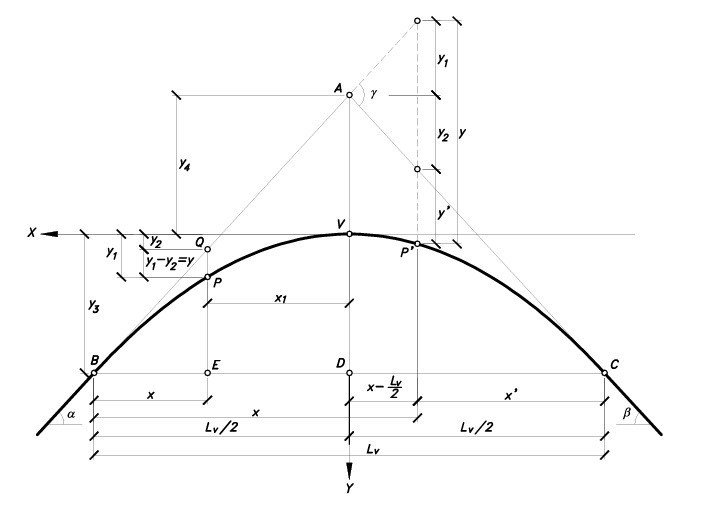 y₁
A
γ
y₂
y
y₄
y'
X
V
y₂
Q
y₁
P'
y₁-y₂=y
P
x₁
y₃
B
E
D
C
x
x- Lᵥ/2
x'
α
x
β
Lᵥ/2
Lᵥ/2
Lᵥ
Y